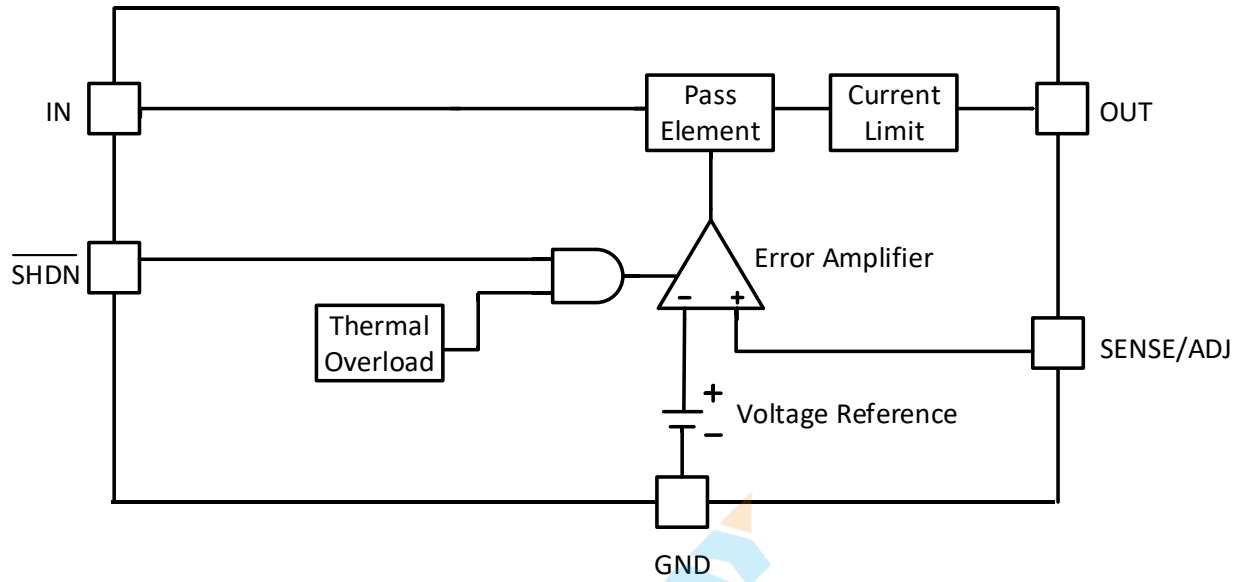 IN
Pass
Element
Current
Limit
OUT
SHDN
Error Amplifier
- +
Thermal
Overload
SENSE/ADJ
+
Voltage Reference
-
GND